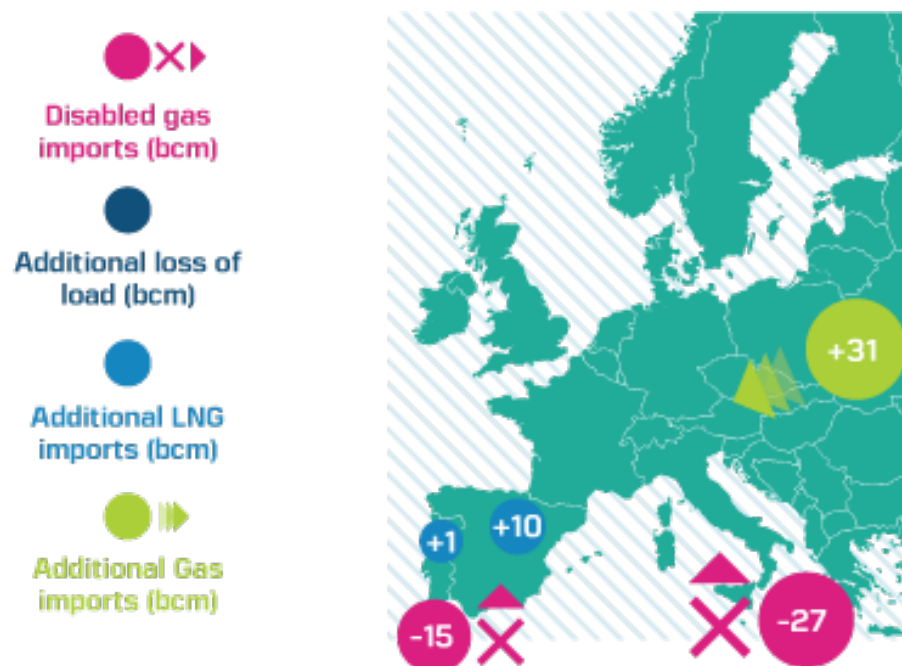 Disabled gas
imports (bcm)
Additional loss of
load (bcm)
Additional LNG
imports (bcm)
Additional Gas
imports (bcm)
+31
+10
+1
-15
-27